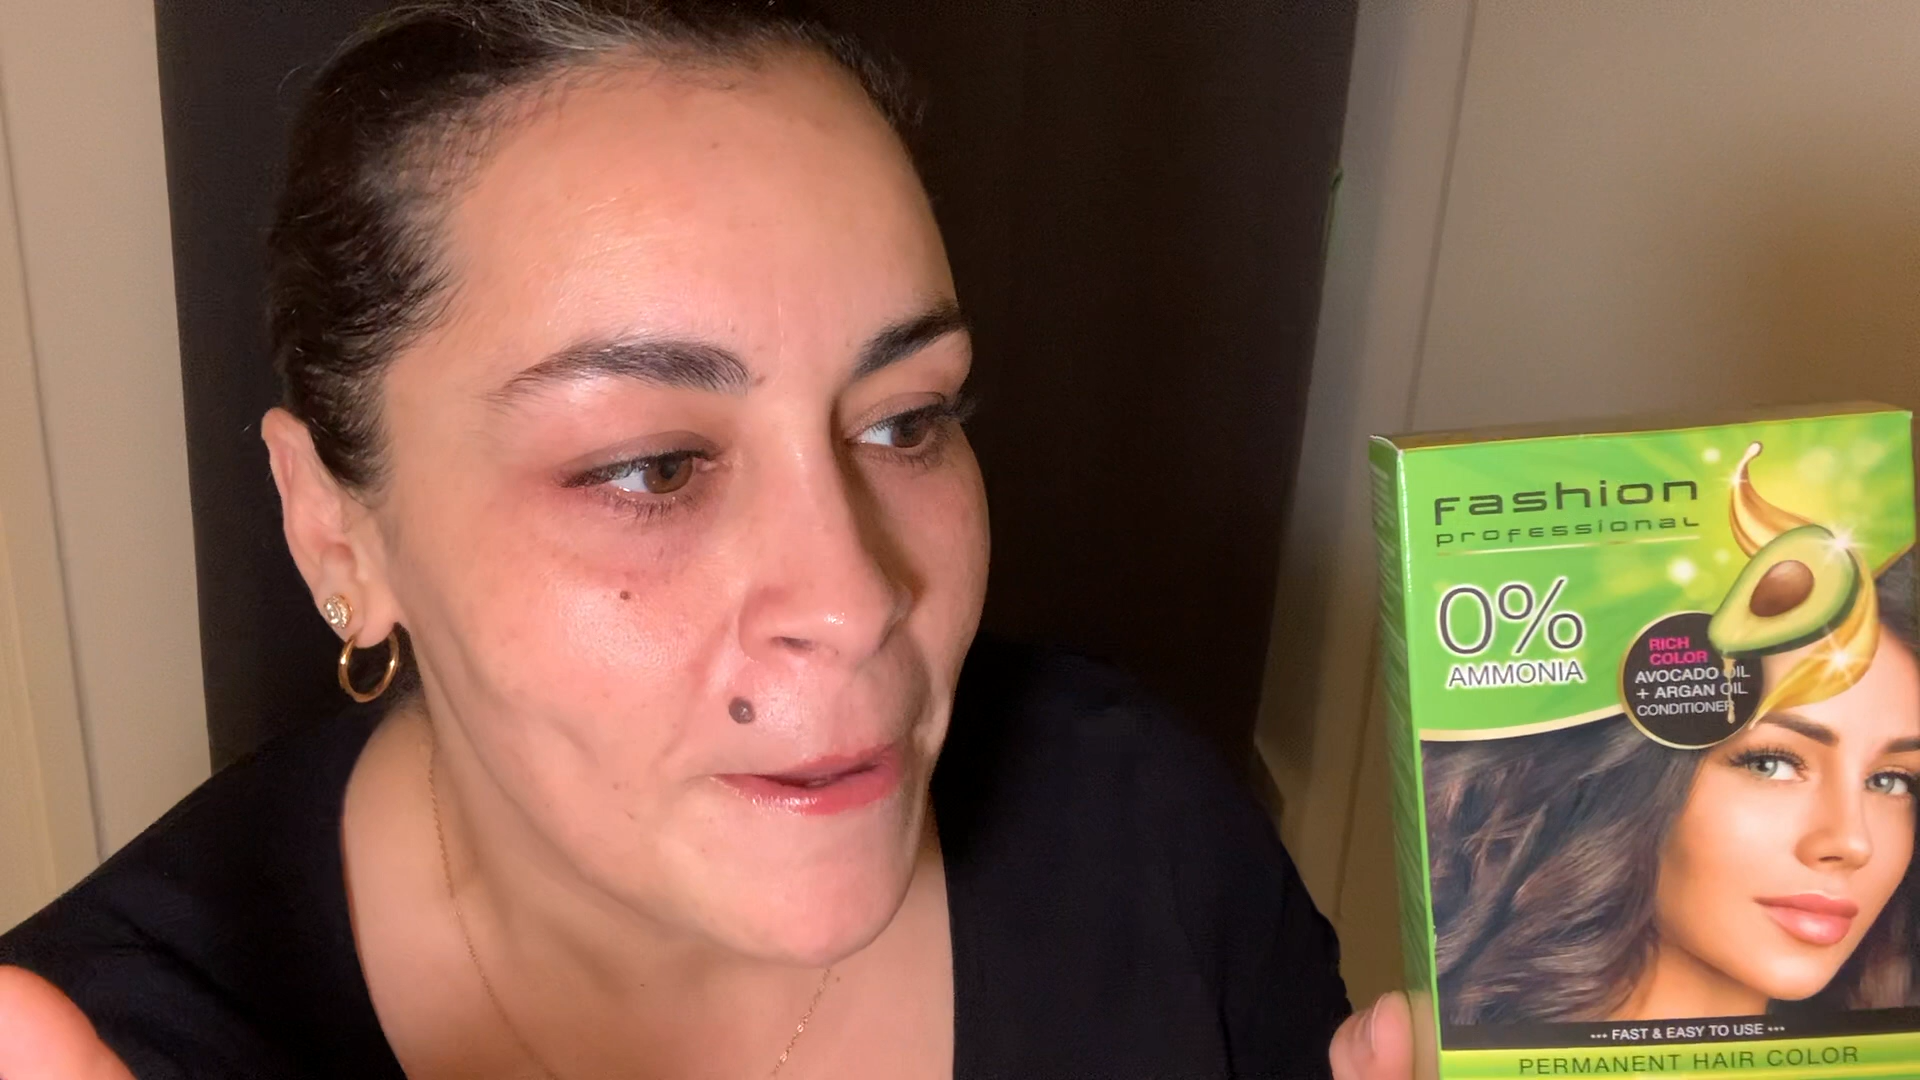 fashion
professional
0%
AMMONIA
RICH
COLOR
AVOCADO OIL
+ ARGAN OIL
CONDITIONER
••• FAST & EASY TO USE •••
PERMANENT HAIR COLOR